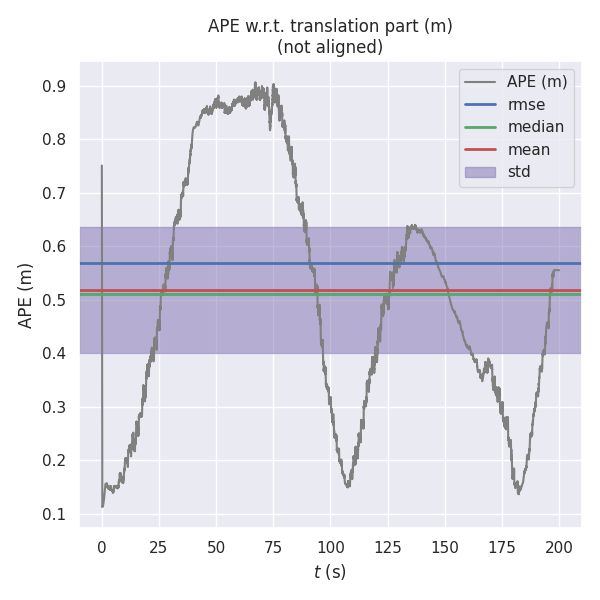 APE w.r.t. translation part (m)
(not aligned)
APE (m)
rmse
median
mean
std
APE (m)
0.9
0.8
0.7
0.6
0.5
0.4
0.3
0.2
0.1
0 25 50 75 100 125 150 175 200
t (s)